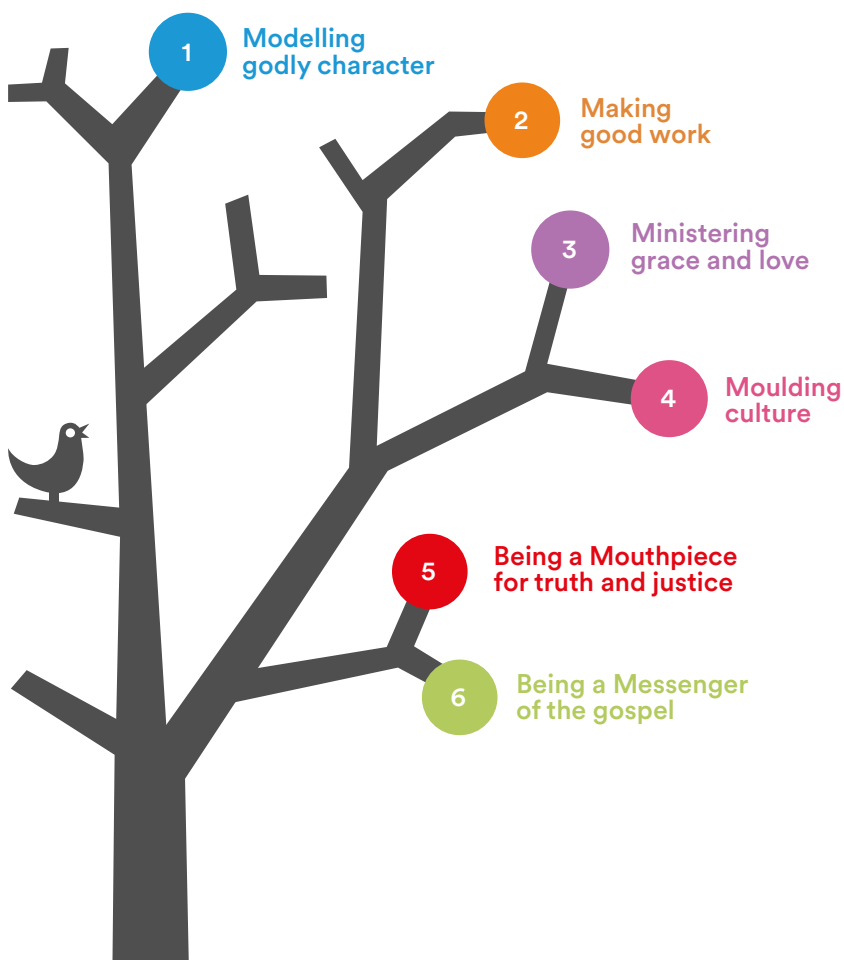 1
Modelling
godly character
2
Making
good work
3
Ministering
grace and love
4
Moulding
culture
5
Being a Mouthpiece
for truth and justice
6
Being a Messenger
of the gospel